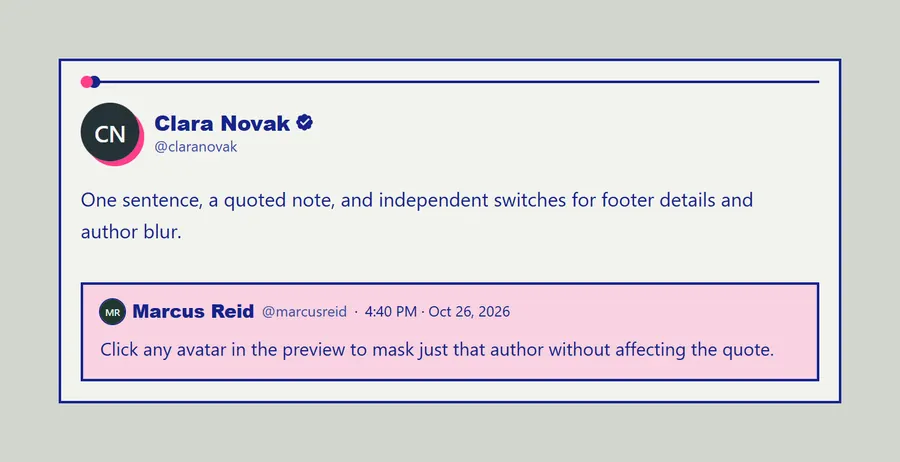 CN
Clara Novak
@claranovak
One sentence, a quoted note, and independent switches for footer details and
author blur.
MR
Marcus Reid @marcusreid · 4:40 PM · Oct 26, 2026
Click any avatar in the preview to mask just that author without affecting the quote.